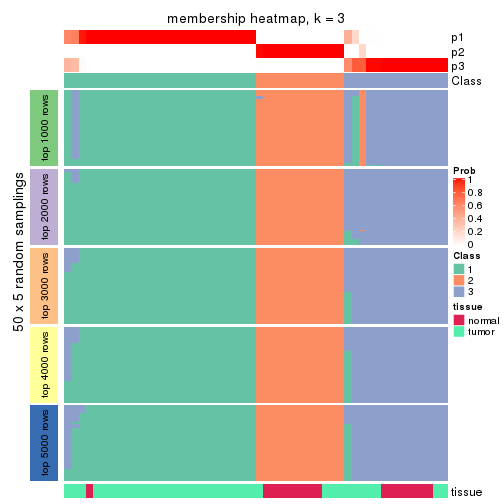 membership heatmap, k = 3
p1
p2
p3
Class
50 x 5 random samplings
top 1000 rows
top 2000 rows
top 3000 rows
top 4000 rows
top 5000 rows
Prob
1
0.8
0.6
0.4
0.2
0
Class
1
2
3
tissue
normal
tumor
tissue